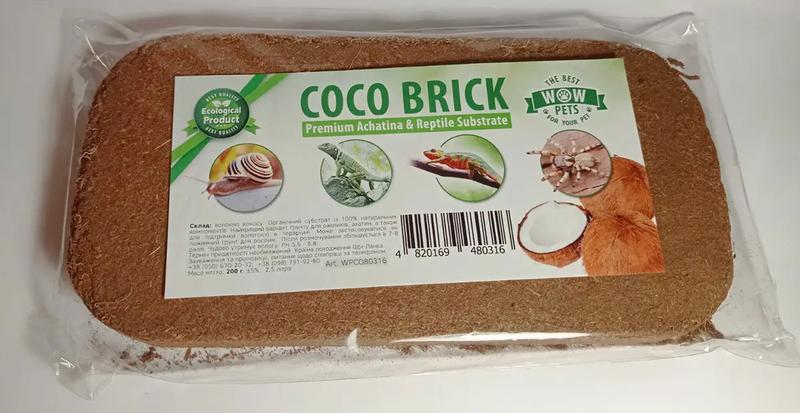 BEST QUALITY
Ecological
Product
BEST QUALITY
COCO BRICK
Premium Achatina & Reptile Substrate
THE BEST
WOW
PETS
FOR YOUR PET
Склад: волокно кокосу. Органічний субстрат із 100% натуральних
компонентів. Найкращий варіант ґрунту для равликів, ахатин, а також
для підтримки вологості в тераріумі. Може застосовуватися як
поживний ґрунт для рослин. Після розмочування збільшується в 7-8
разів. Чудово утримує вологу. PH 5,5 - 6,8.
Термін придатності необмежений. Країна походження Шрі Ланка.
Зауваження та пропозиції, питання щодо співпраці за телефоном:
+38 (050) 670-20-32; +38 (098) 791-92-80
Маса нетто: 200 г. ±5% 2,5 літра
Art. WPCO80316
4 820169 480316